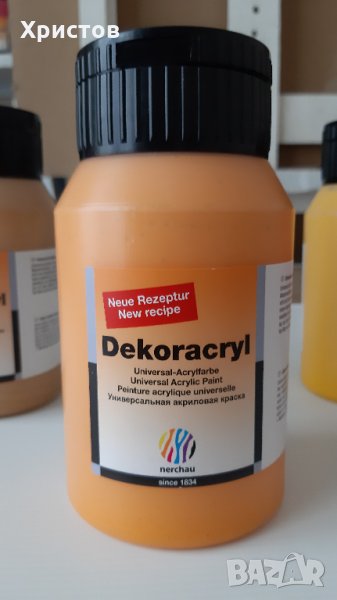 Христов
Neue Rezeptur
New recipe
Dekoracryl
Universal-Acrylfarbe
Universal Acrylic Paint
Peinture acrylique universelle
Универсальная акриловая краска
nerchau
since 1834
BAZAR